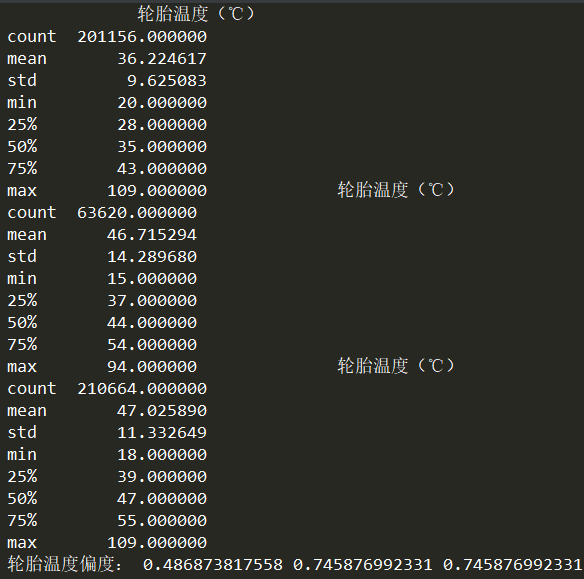 轮胎温度（℃）
count 201156.000000
mean 36.224617
std 9.625083
min 20.000000
25% 28.000000
50% 35.000000
75% 43.000000
max 109.000000 轮胎温度（℃）
count 63620.000000
mean 46.715294
std 14.289680
min 15.000000
25% 37.000000
50% 44.000000
75% 54.000000
max 94.000000 轮胎温度（℃）
count 210664.000000
mean 47.025890
std 11.332649
min 18.000000
25% 39.000000
50% 47.000000
75% 55.000000
max 109.000000
轮胎温度偏度： 0.486873817558 0.745876992331 0.745876992331